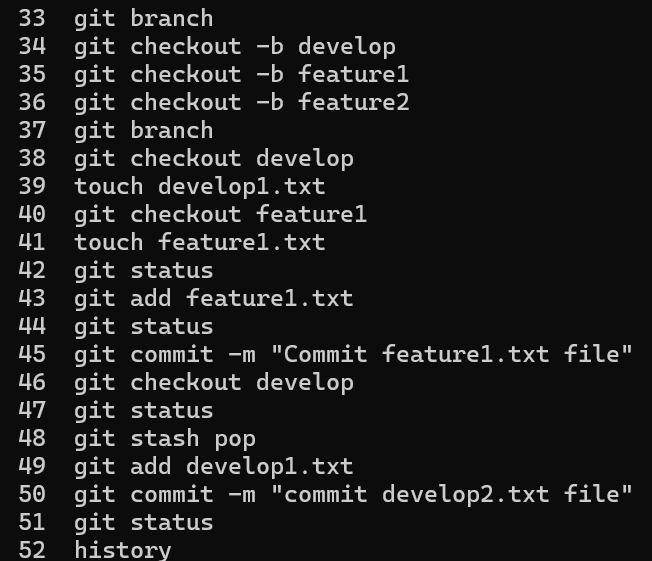 33 git branch
34 git checkout -b develop
35 git checkout -b feature1
36 git checkout -b feature2
37 git branch
38 git checkout develop
39 touch develop1.txt
40 git checkout feature1
41 touch feature1.txt
42 git status
43 git add feature1.txt
44 git status
45 git commit -m "Commit feature1.txt file"
46 git checkout develop
47 git status
48 git stash pop
49 git add develop1.txt
50 git commit -m "commit develop2.txt file"
51 git status
52 history